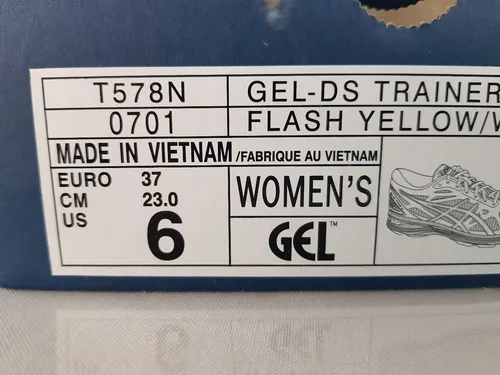 T578N GEL-DS TRAINER
0701 FLASH YELLOW/
MADE IN VIETNAM /FABRIQUE AU VIETNAM
EURO 37
CM 23.0
US 6
WOMEN'S
GEL™